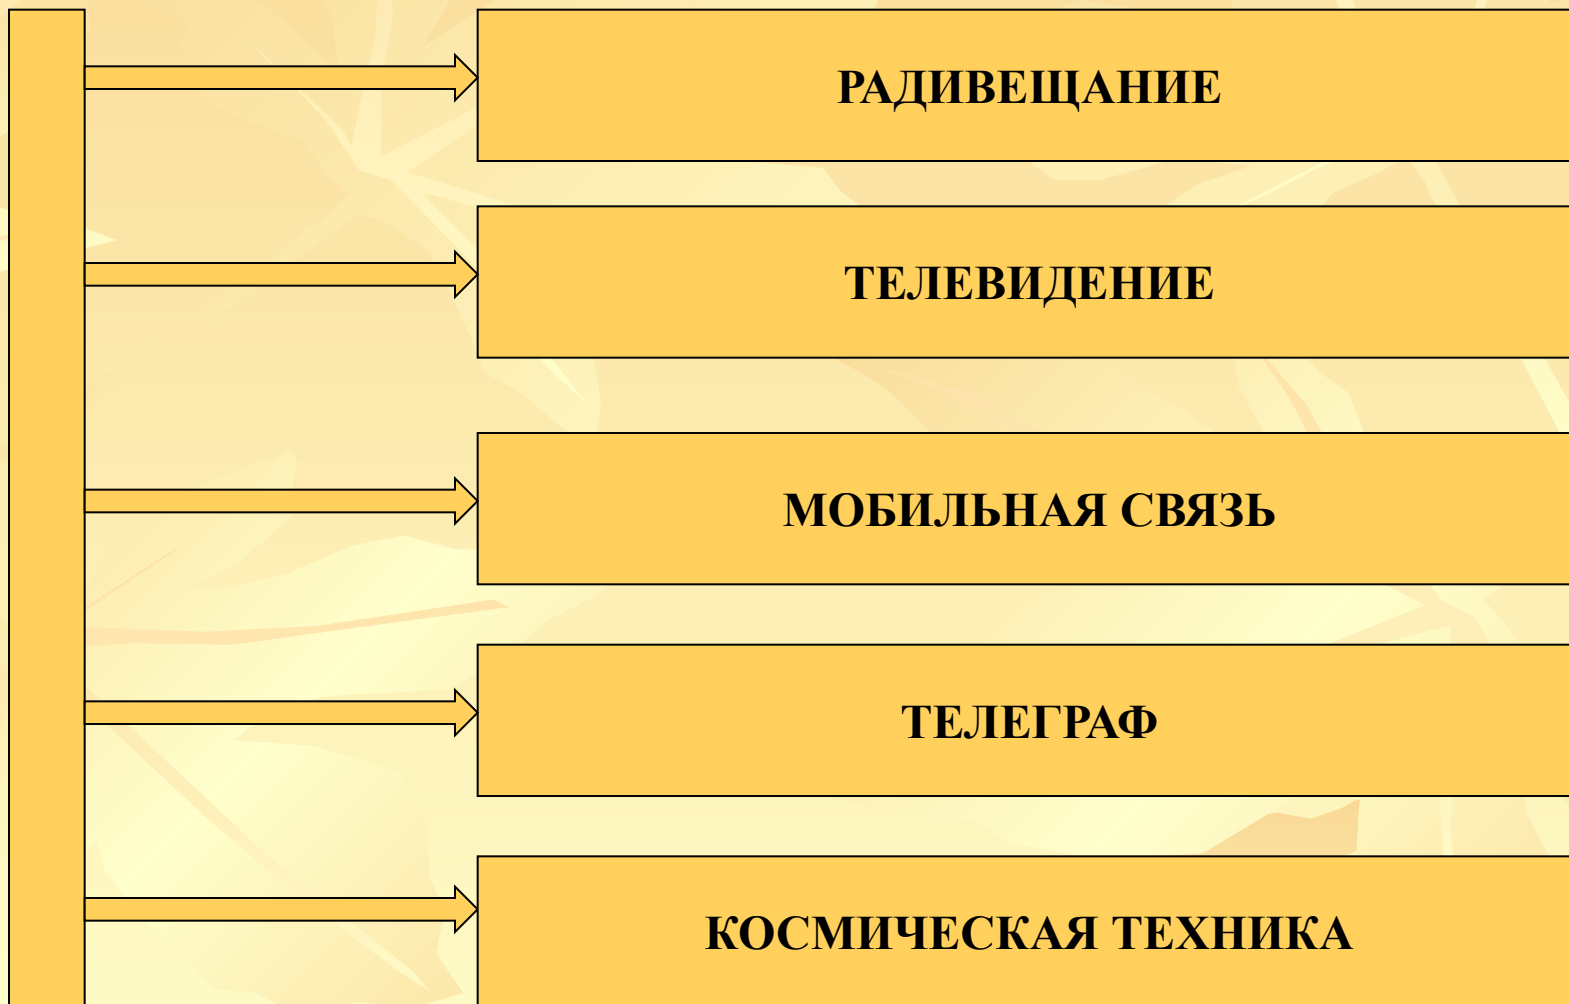 РАДИВЕЩАНИЕ
ТЕЛЕВИДЕНИЕ
МОБИЛЬНАЯ СВЯЗЬ
ТЕЛЕГРАФ
КОСМИЧЕСКАЯ ТЕХНИКА